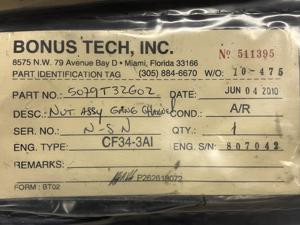 BONUS TECH, INC.
8575 N.W. 79 Avenue Bay D • Miami, Florida 33166
№ 511395
PART IDENTIFICATION TAG (305) 884-6670 W/O: 10-475
PART NO.: 5079T32G02 DATE: JUN 04 2010
DESC.: NUT ASSY GANG CHANNEL COND.: A/R
SER. NO.: N-SN QTY.: 1
ENG. TYPE: CF34-3AI ENG. S/N: 807042
REMARKS:
FORM: BT02